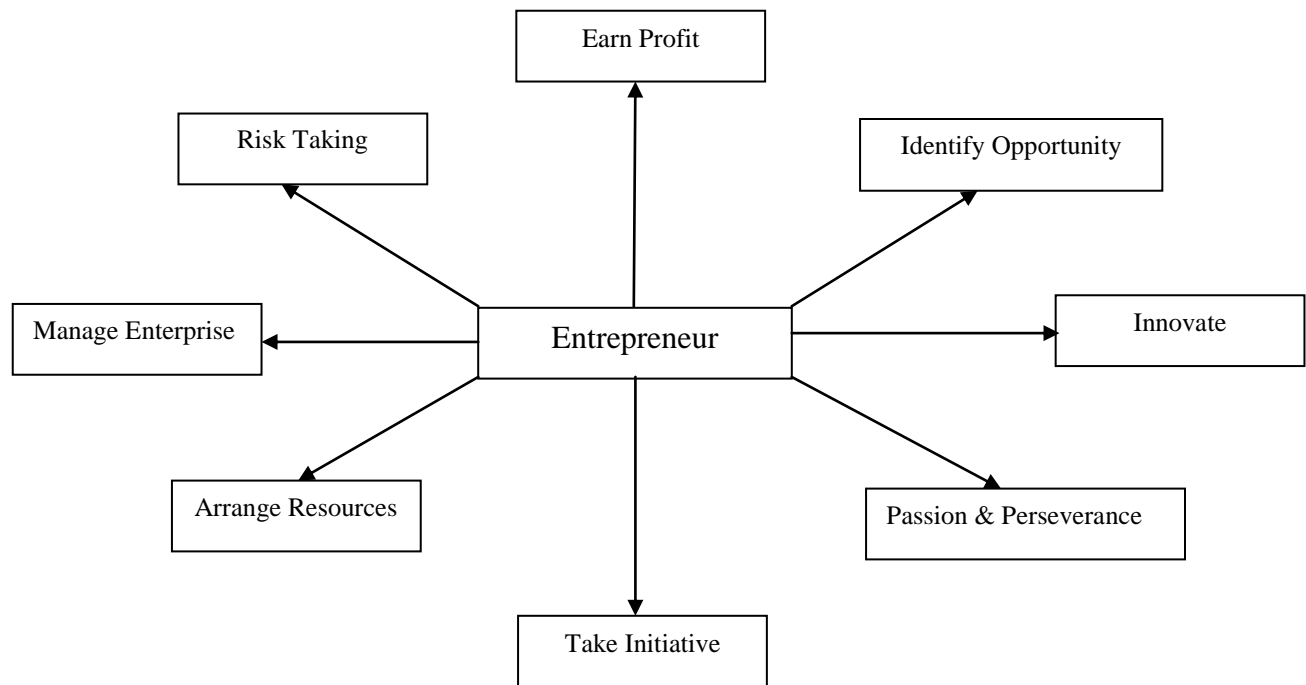 Earn Profit
Risk Taking
Identify Opportunity
Manage Enterprise
Entrepreneur
Innovate
Arrange Resources
Passion & Perseverance
Take Initiative